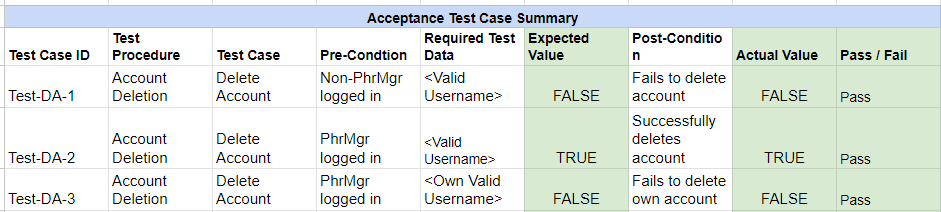 Acceptance Test Case Summary
Test Case ID | Test Procedure | Test Case | Pre-Condtion | Required Test Data | Expected Value | Post-Conditio n | Actual Value | Pass / Fail
Test-DA-1 | Account Deletion | Delete Account | Non-PhrMgr logged in | <Valid Username> | FALSE | Fails to delete account | FALSE | Pass
Test-DA-2 | Account Deletion | Delete Account | PhrMgr logged in | <Valid Username> | TRUE | Successfully deletes account | TRUE | Pass
Test-DA-3 | Account Deletion | Delete Account | PhrMgr logged in | <Own Valid Username> | FALSE | Fails to delete own account | FALSE | Pass